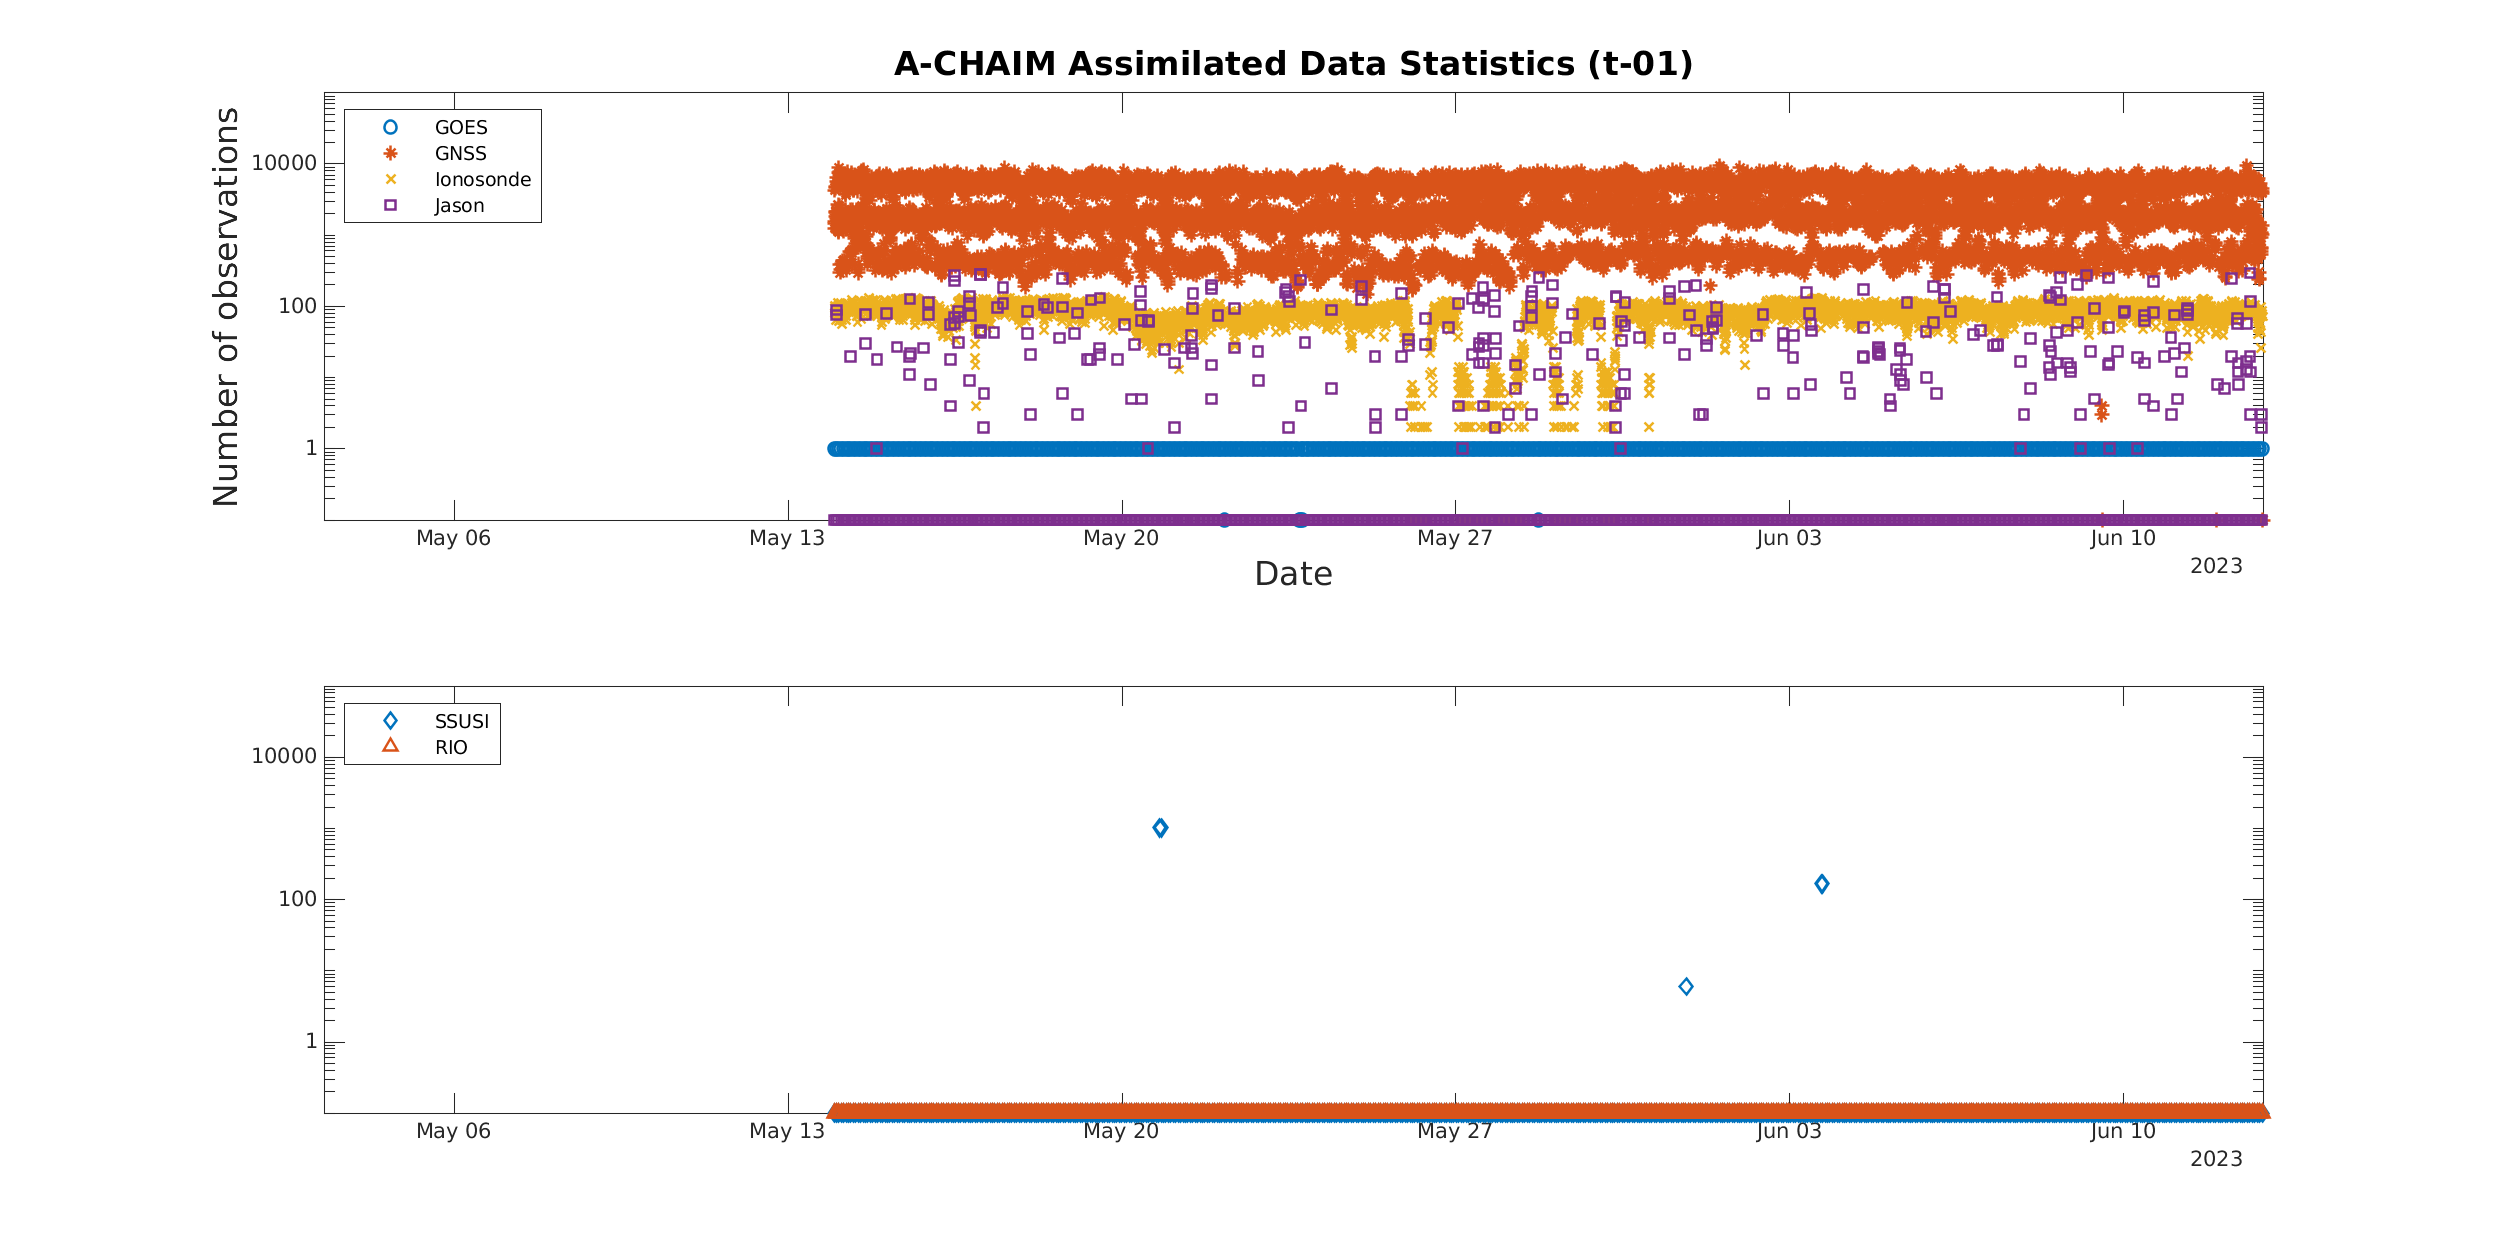 A-CHAIM Assimilated Data Statistics (t-01)
GOES
GNSS
Ionosonde
Jason
Number of observations
10000
100
1
May 06
May 13
May 20
May 27
Jun 03
Jun 10
2023
Date
SSUSI
RIO
10000
100
1
May 06
May 13
May 20
May 27
Jun 03
Jun 10
2023